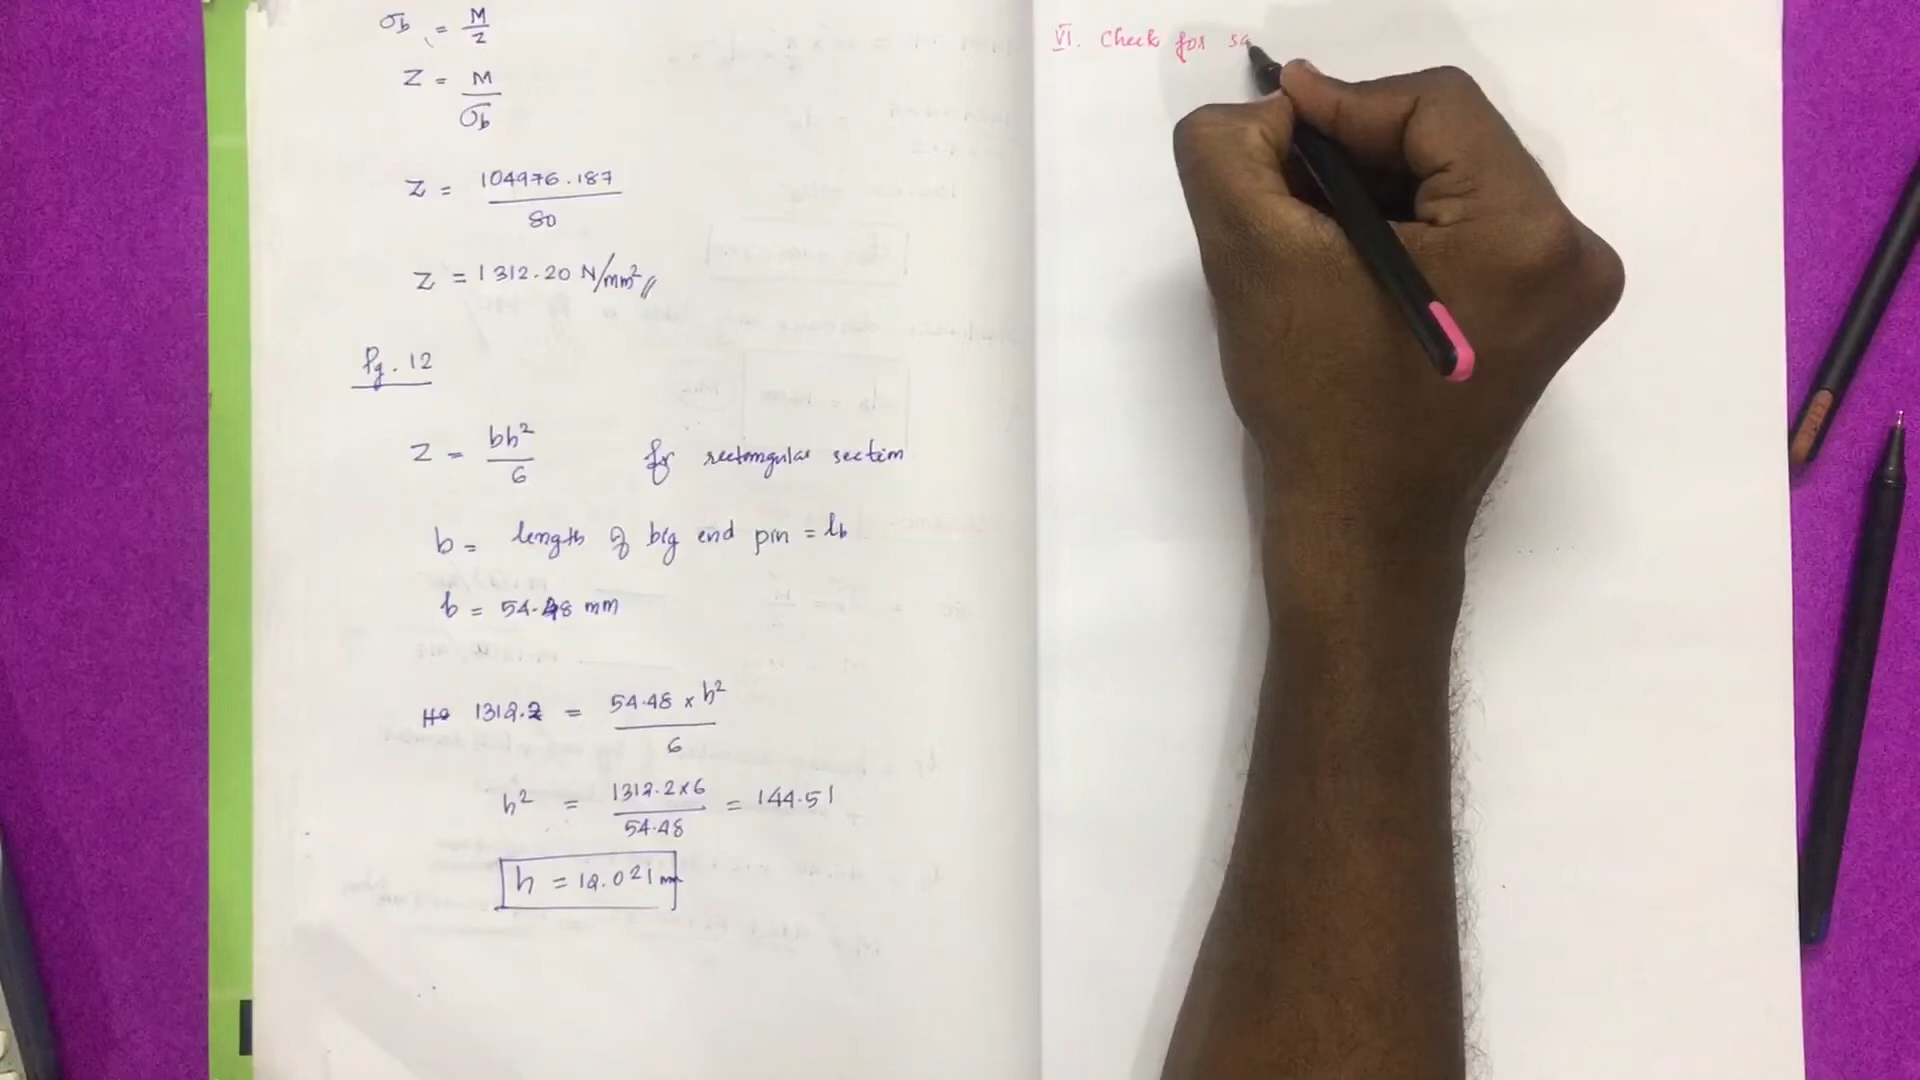 σb = M/Z
Z = M/σb
Z = 104976.187/80
Z = 1312.20 N/mm²//
Pg. 12
Z = bh²/6 for rectangular section
b = length of big end pin = lb
b = 54.48 mm
1312.2 = 54.48 × h²/6
h² = 1312.2×6/54.48 = 144.51
h = 12.021 mm
VI. Check for sa